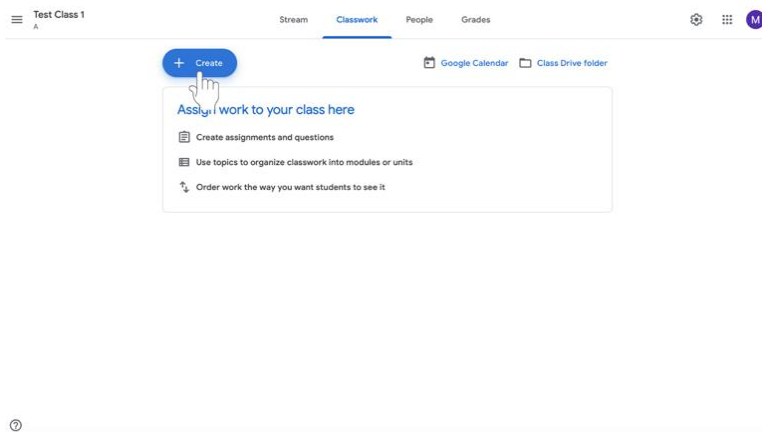 Test Class 1
A
Stream Classwork People Grades
M
+ Create
Google Calendar Class Drive folder
Assign work to your class here
Create assignments and questions
Use topics to organize classwork into modules or units
Order work the way you want students to see it
?